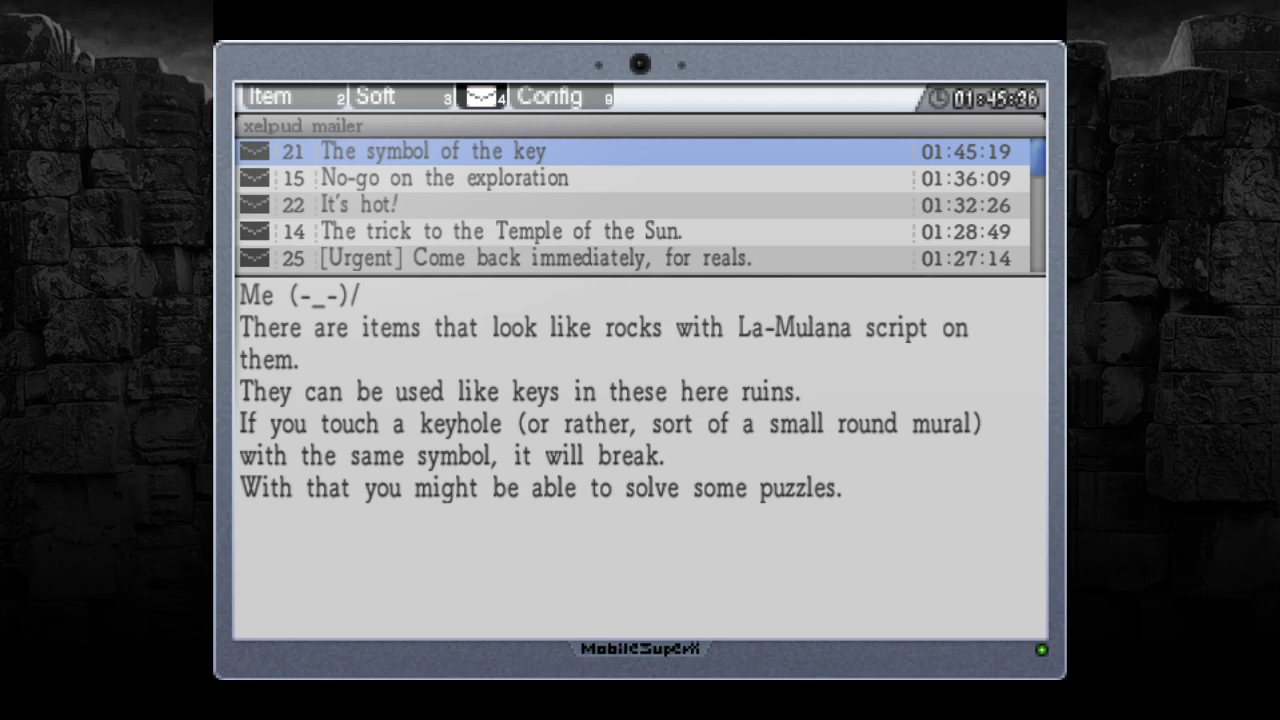 Item 2 Soft 3 4 Config 9 01:45:36
xelpud mailer
21 The symbol of the key 01:45:19
15 No-go on the exploration 01:36:09
22 It's hot! 01:32:26
14 The trick to the Temple of the Sun. 01:28:49
25 [Urgent] Come back immediately, for reals. 01:27:14
Me (-_-)/
There are items that look like rocks with La-Mulana script on
them.
They can be used like keys in these here ruins.
If you touch a keyhole (or rather, sort of a small round mural)
with the same symbol, it will break.
With that you might be able to solve some puzzles.
MobileSuperX